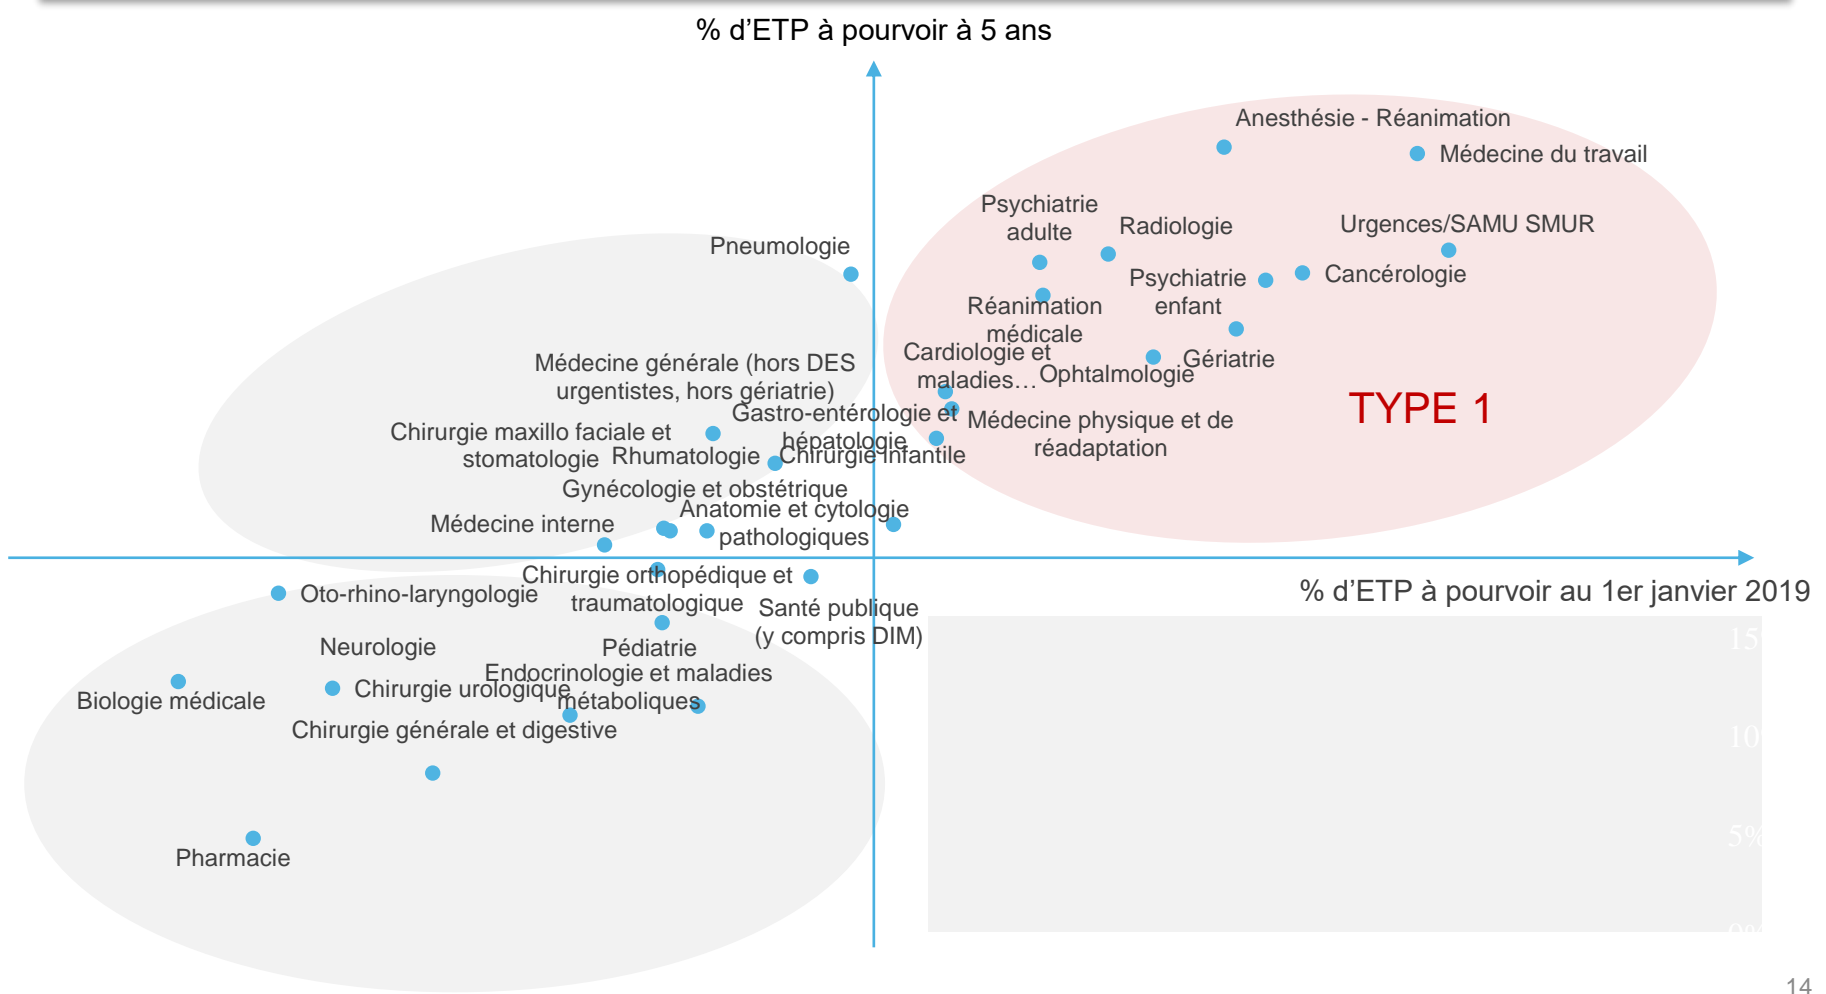 % d'ETP à pourvoir à 5 ans
Anesthésie - Réanimation
Médecine du travail
Psychiatrie
adulte
Radiologie
Urgences/SAMU SMUR
Pneumologie
Psychiatrie
enfant
Cancérologie
Réanimation
médicale
Médecine générale (hors DES
urgentistes, hors gériatrie)
Cardiologie et
maladies…
Ophtalmologie
Gériatrie
TYPE 1
Gastro-entérologie et
hépatologie
Médecine physique et de
réadaptation
Chirurgie maxillo faciale et
stomatologie
Rhumatologie
Chirurgie infantile
Gynécologie et obstétrique
Anatomie et cytologie
pathologiques
Médecine interne
% d'ETP à pourvoir au 1er janvier 2019
Oto-rhino-laryngologie
Chirurgie orthopédique et
traumatologique
Santé publique
(y compris DIM)
Neurologie
Pédiatrie
Endocrinologie et maladies
métaboliques
Biologie médicale
Chirurgie urologique
Chirurgie générale et digestive
Pharmacie
15
10
5%
0%
14